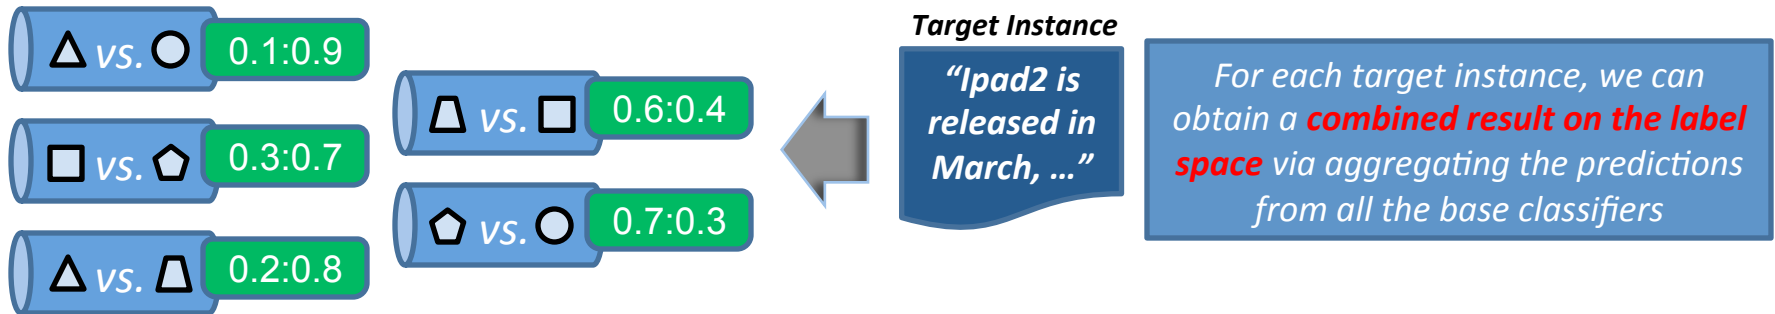 vs.
0.1:0.9
vs.
0.3:0.7
vs.
0.2:0.8
vs.
0.6:0.4
vs.
0.7:0.3
Target Instance
“Ipad2 is
released in
March, …”
For each target instance, we can
obtain a combined result on the label
space via aggregating the predictions
from all the base classifiers